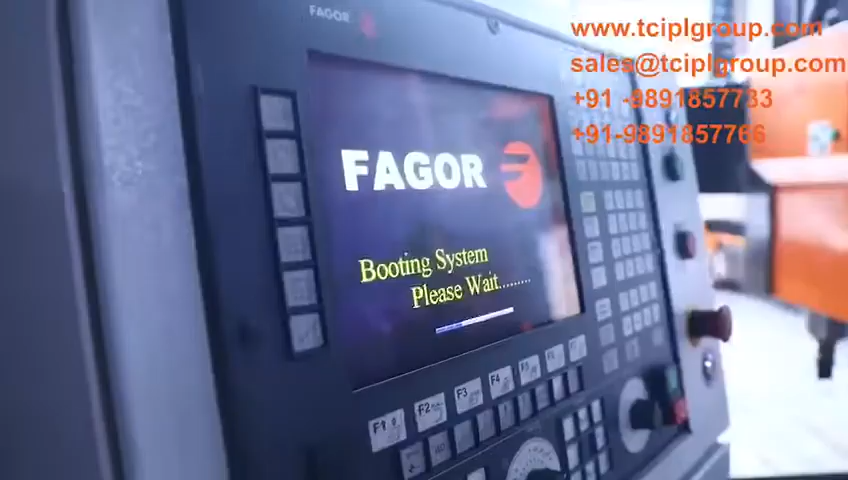 FAGOR
www.tciplgroup.com
sales@tciplgroup.com
+91 -9891857733
+91-9891857766
FAGOR
Booting System
Please Wait........
F1
F2
F3
F4
F5
F6
F7